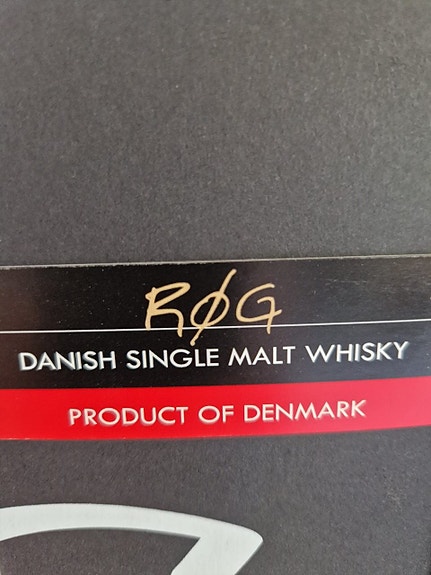 RØG
DANISH SINGLE MALT WHISKY
PRODUCT OF DENMARK